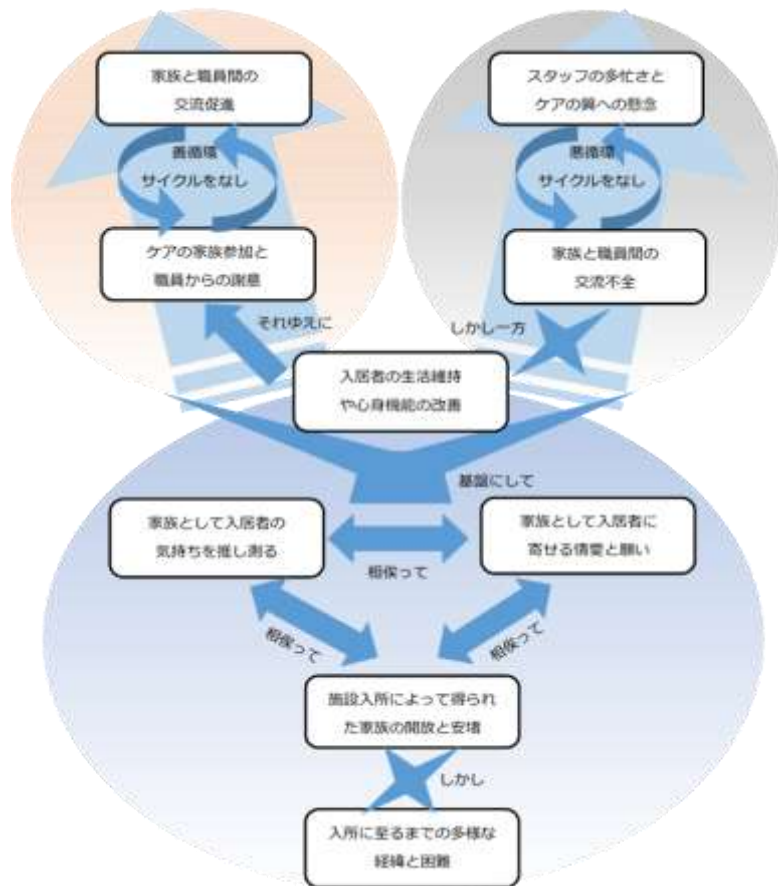 家族と職員間の
交流促進
善循環
サイクルをなし
ケアの家族参加と
職員からの謝意
スタッフの多忙さと
ケアの質への懸念
悪循環
サイクルをなし
家族と職員間の
交流不全
それゆえに
しかし一方
入居者の生活維持
や心身機能の改善
基盤にして
家族として入居者の
気持ちを推し測る
家族として入居者に
寄せる情愛と願い
相俟って
相俟って
相俟って
施設入所によって得られ
た家族の開放と安堵
しかし
入所に至るまでの多様な
経緯と困難